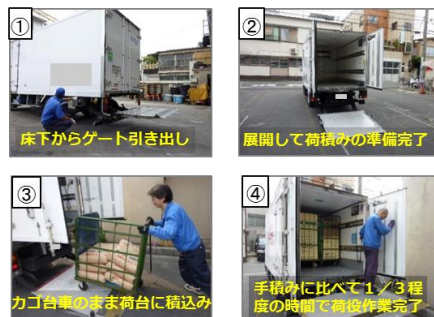 ①
床下からゲート引き出し
②
展開して荷積みの準備完了
③
カゴ台車のまま荷台に積込み
④
手積みに比べて１／３程
度の時間で荷役作業完了